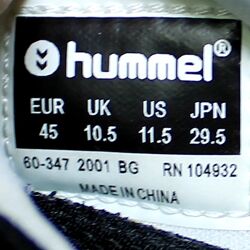 hummel®
EUR UK US JPN
45 10.5 11.5 29.5
60-347 2001 BG RN 104932
MADE IN CHINA